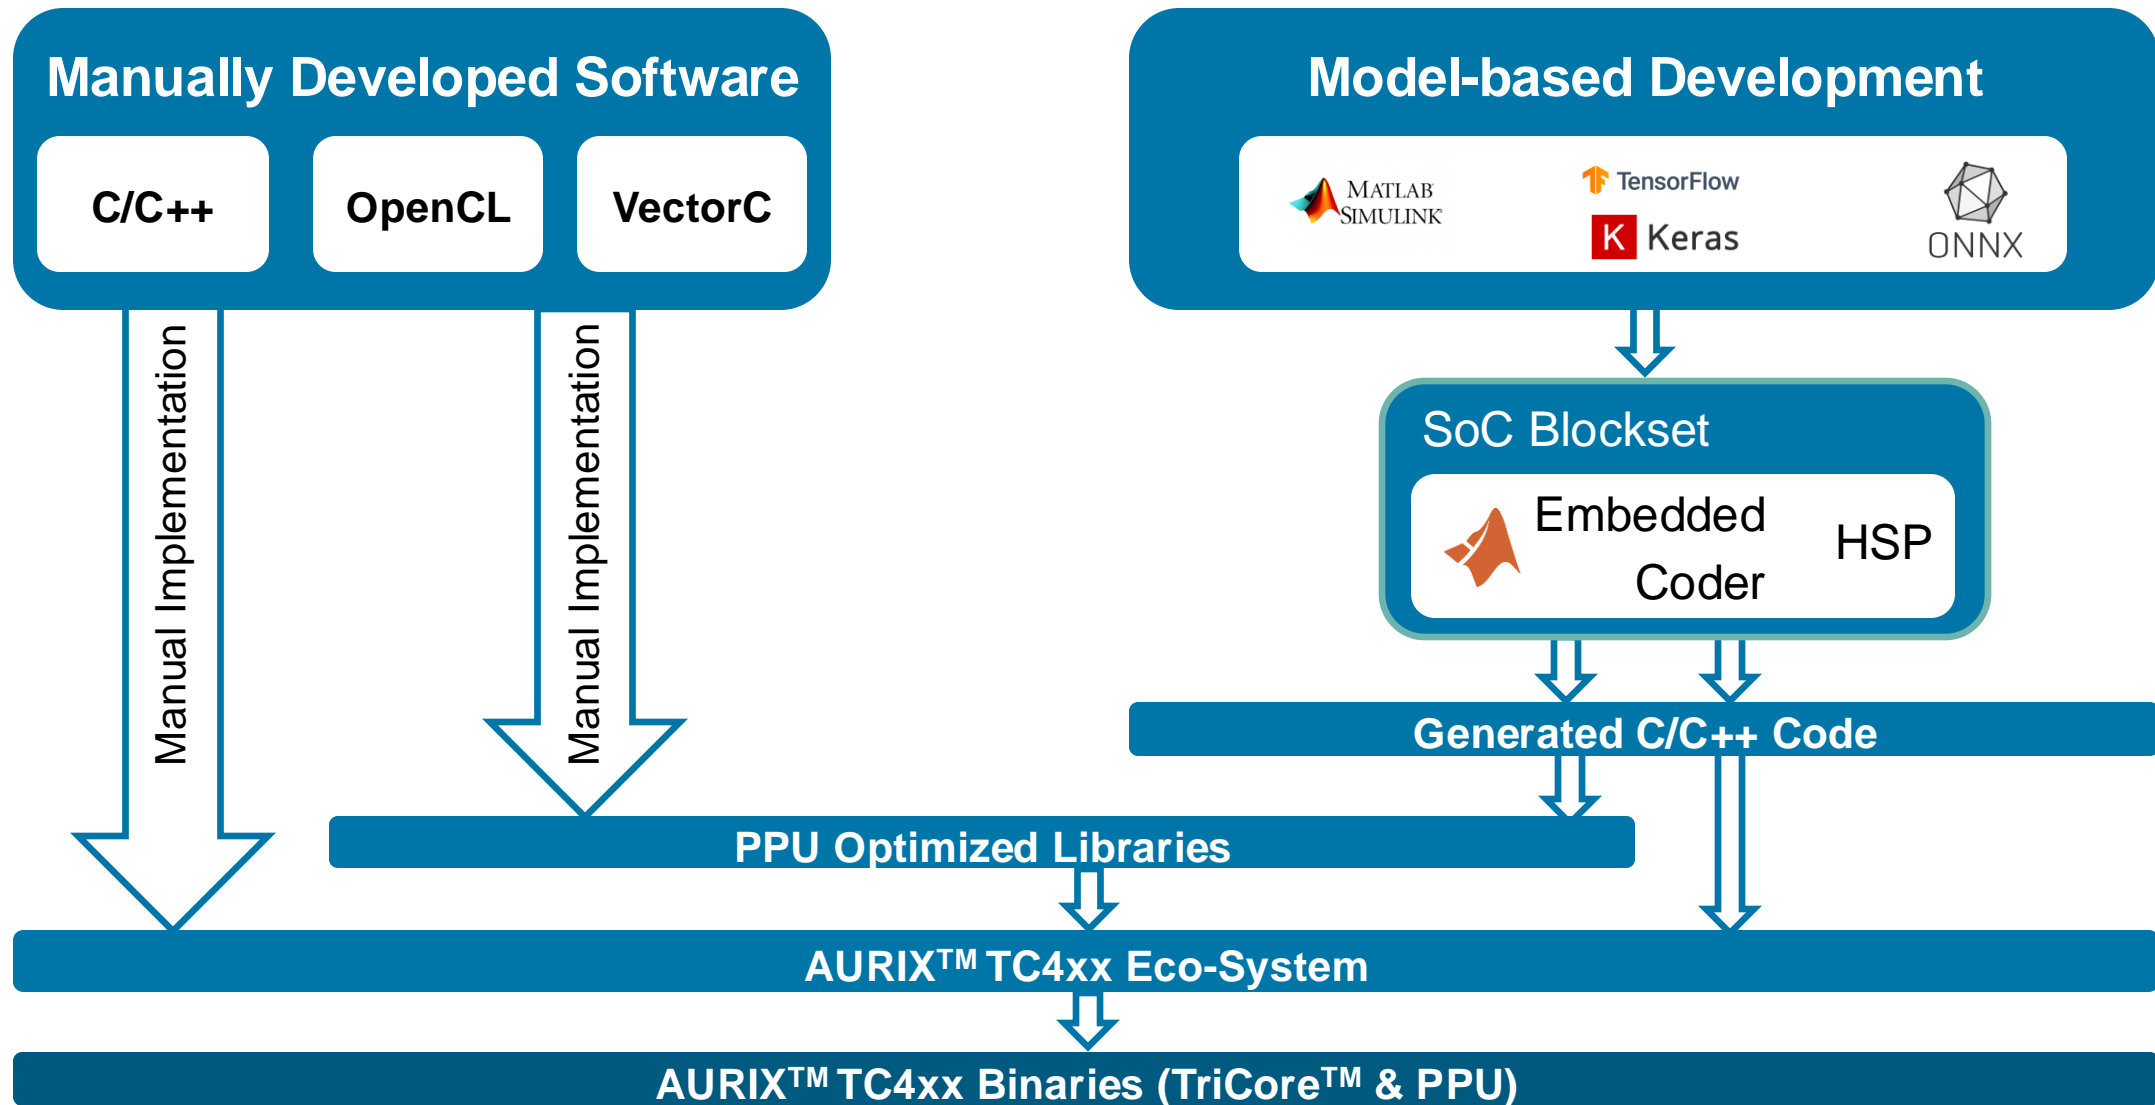 Manually Developed Software
C/C++
OpenCL
VectorC
Model-based Development
MATLAB
SIMULINK
TensorFlow
K Keras
ONNX
Manual Implementation
Manual Implementation
SoC Blockset
Embedded
Coder
HSP
Generated C/C++ Code
PPU Optimized Libraries
AURIX™ TC4xx Eco-System
AURIX™ TC4xx Binaries (TriCore™ & PPU)